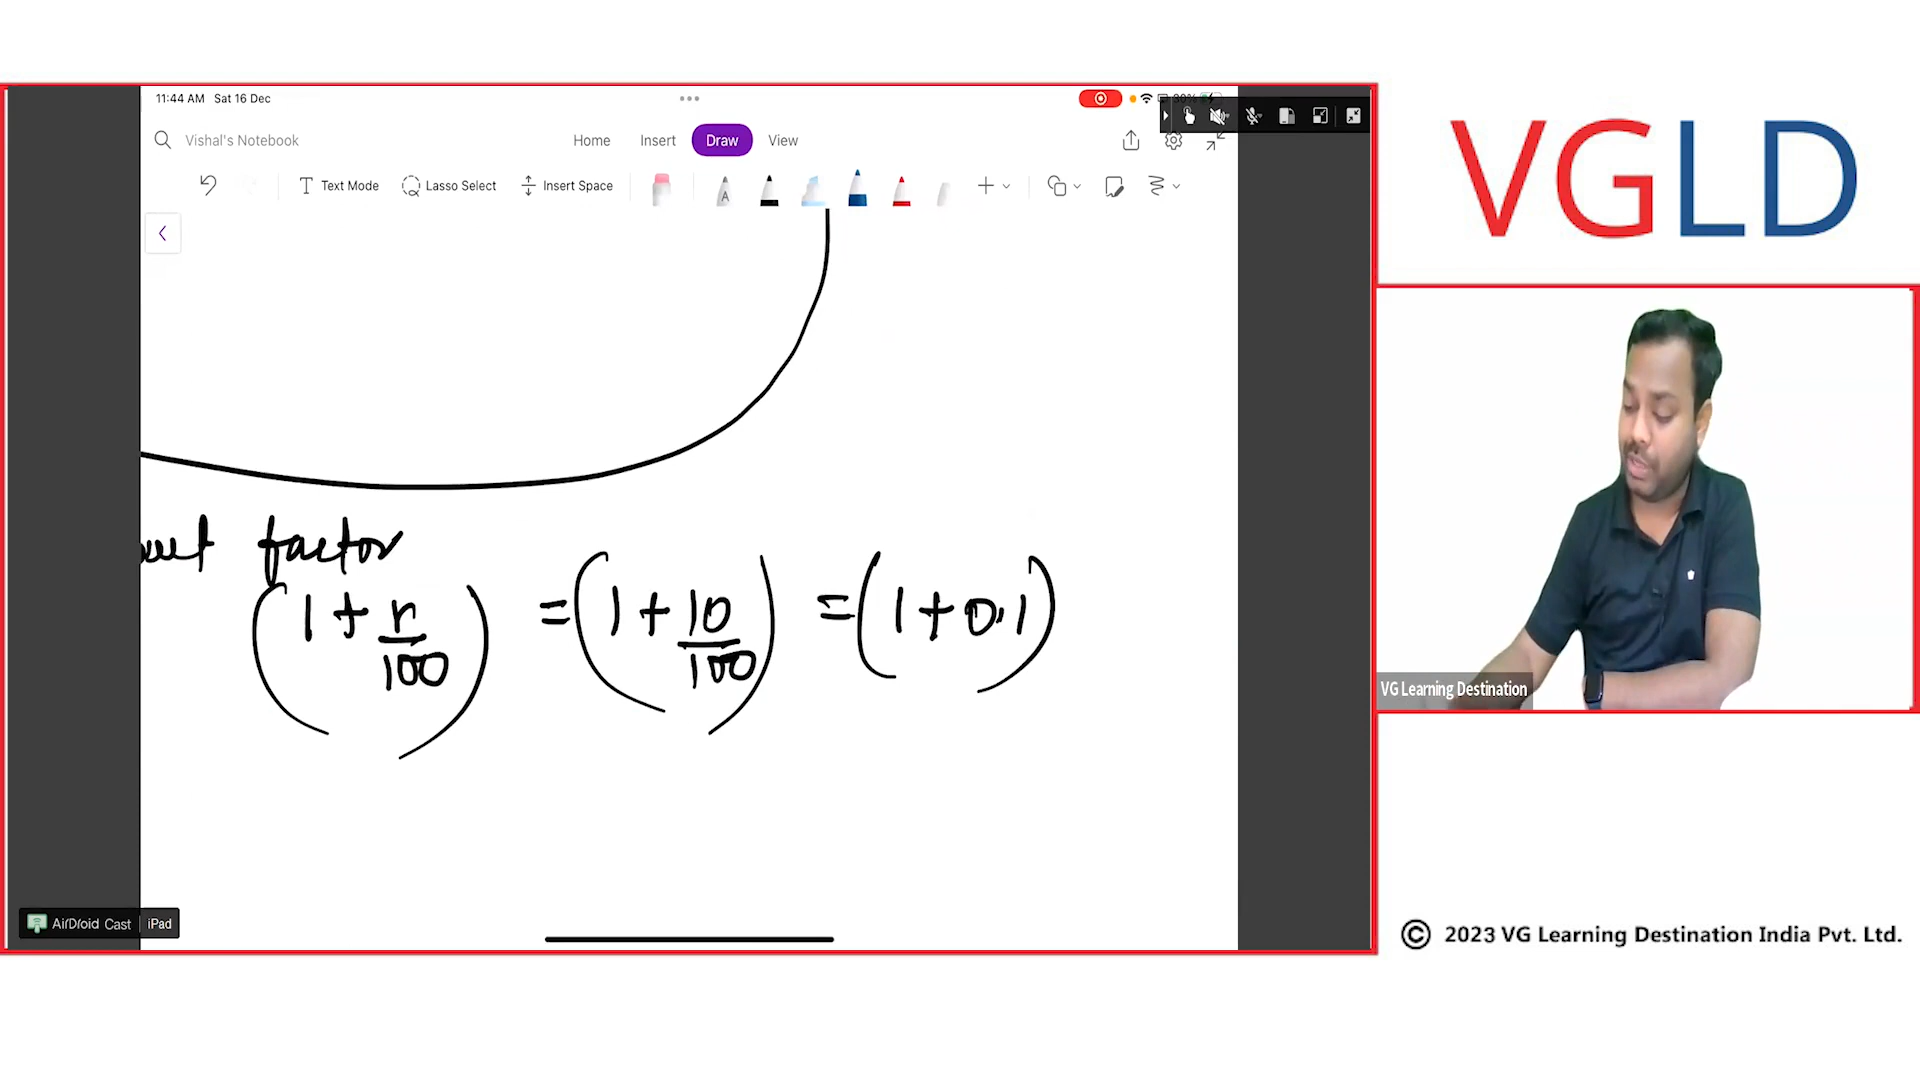 11:44 AM Sat 16 Dec
30%
Vishal's Notebook
Home Insert Draw View
Text Mode Lasso Select Insert Space
factor
(1 + r/100) = (1 + 10/100) = (1 + 0.1)
AirDroid Cast iPad
VGLD
VG Learning Destination
© 2023 VG Learning Destination India Pvt. Ltd.